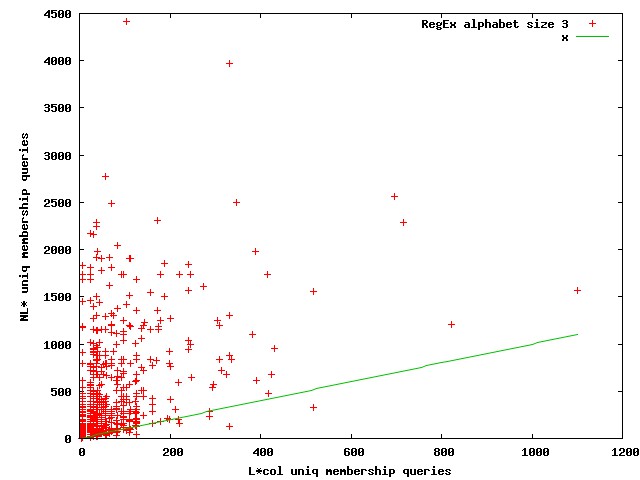 RegEx alphabet size 3
x
4500
4000
3500
3000
2500
2000
1500
1000
500
0
NL* uniq membership queries
0 200 400 600 800 1000 1200
L*col uniq membership queries